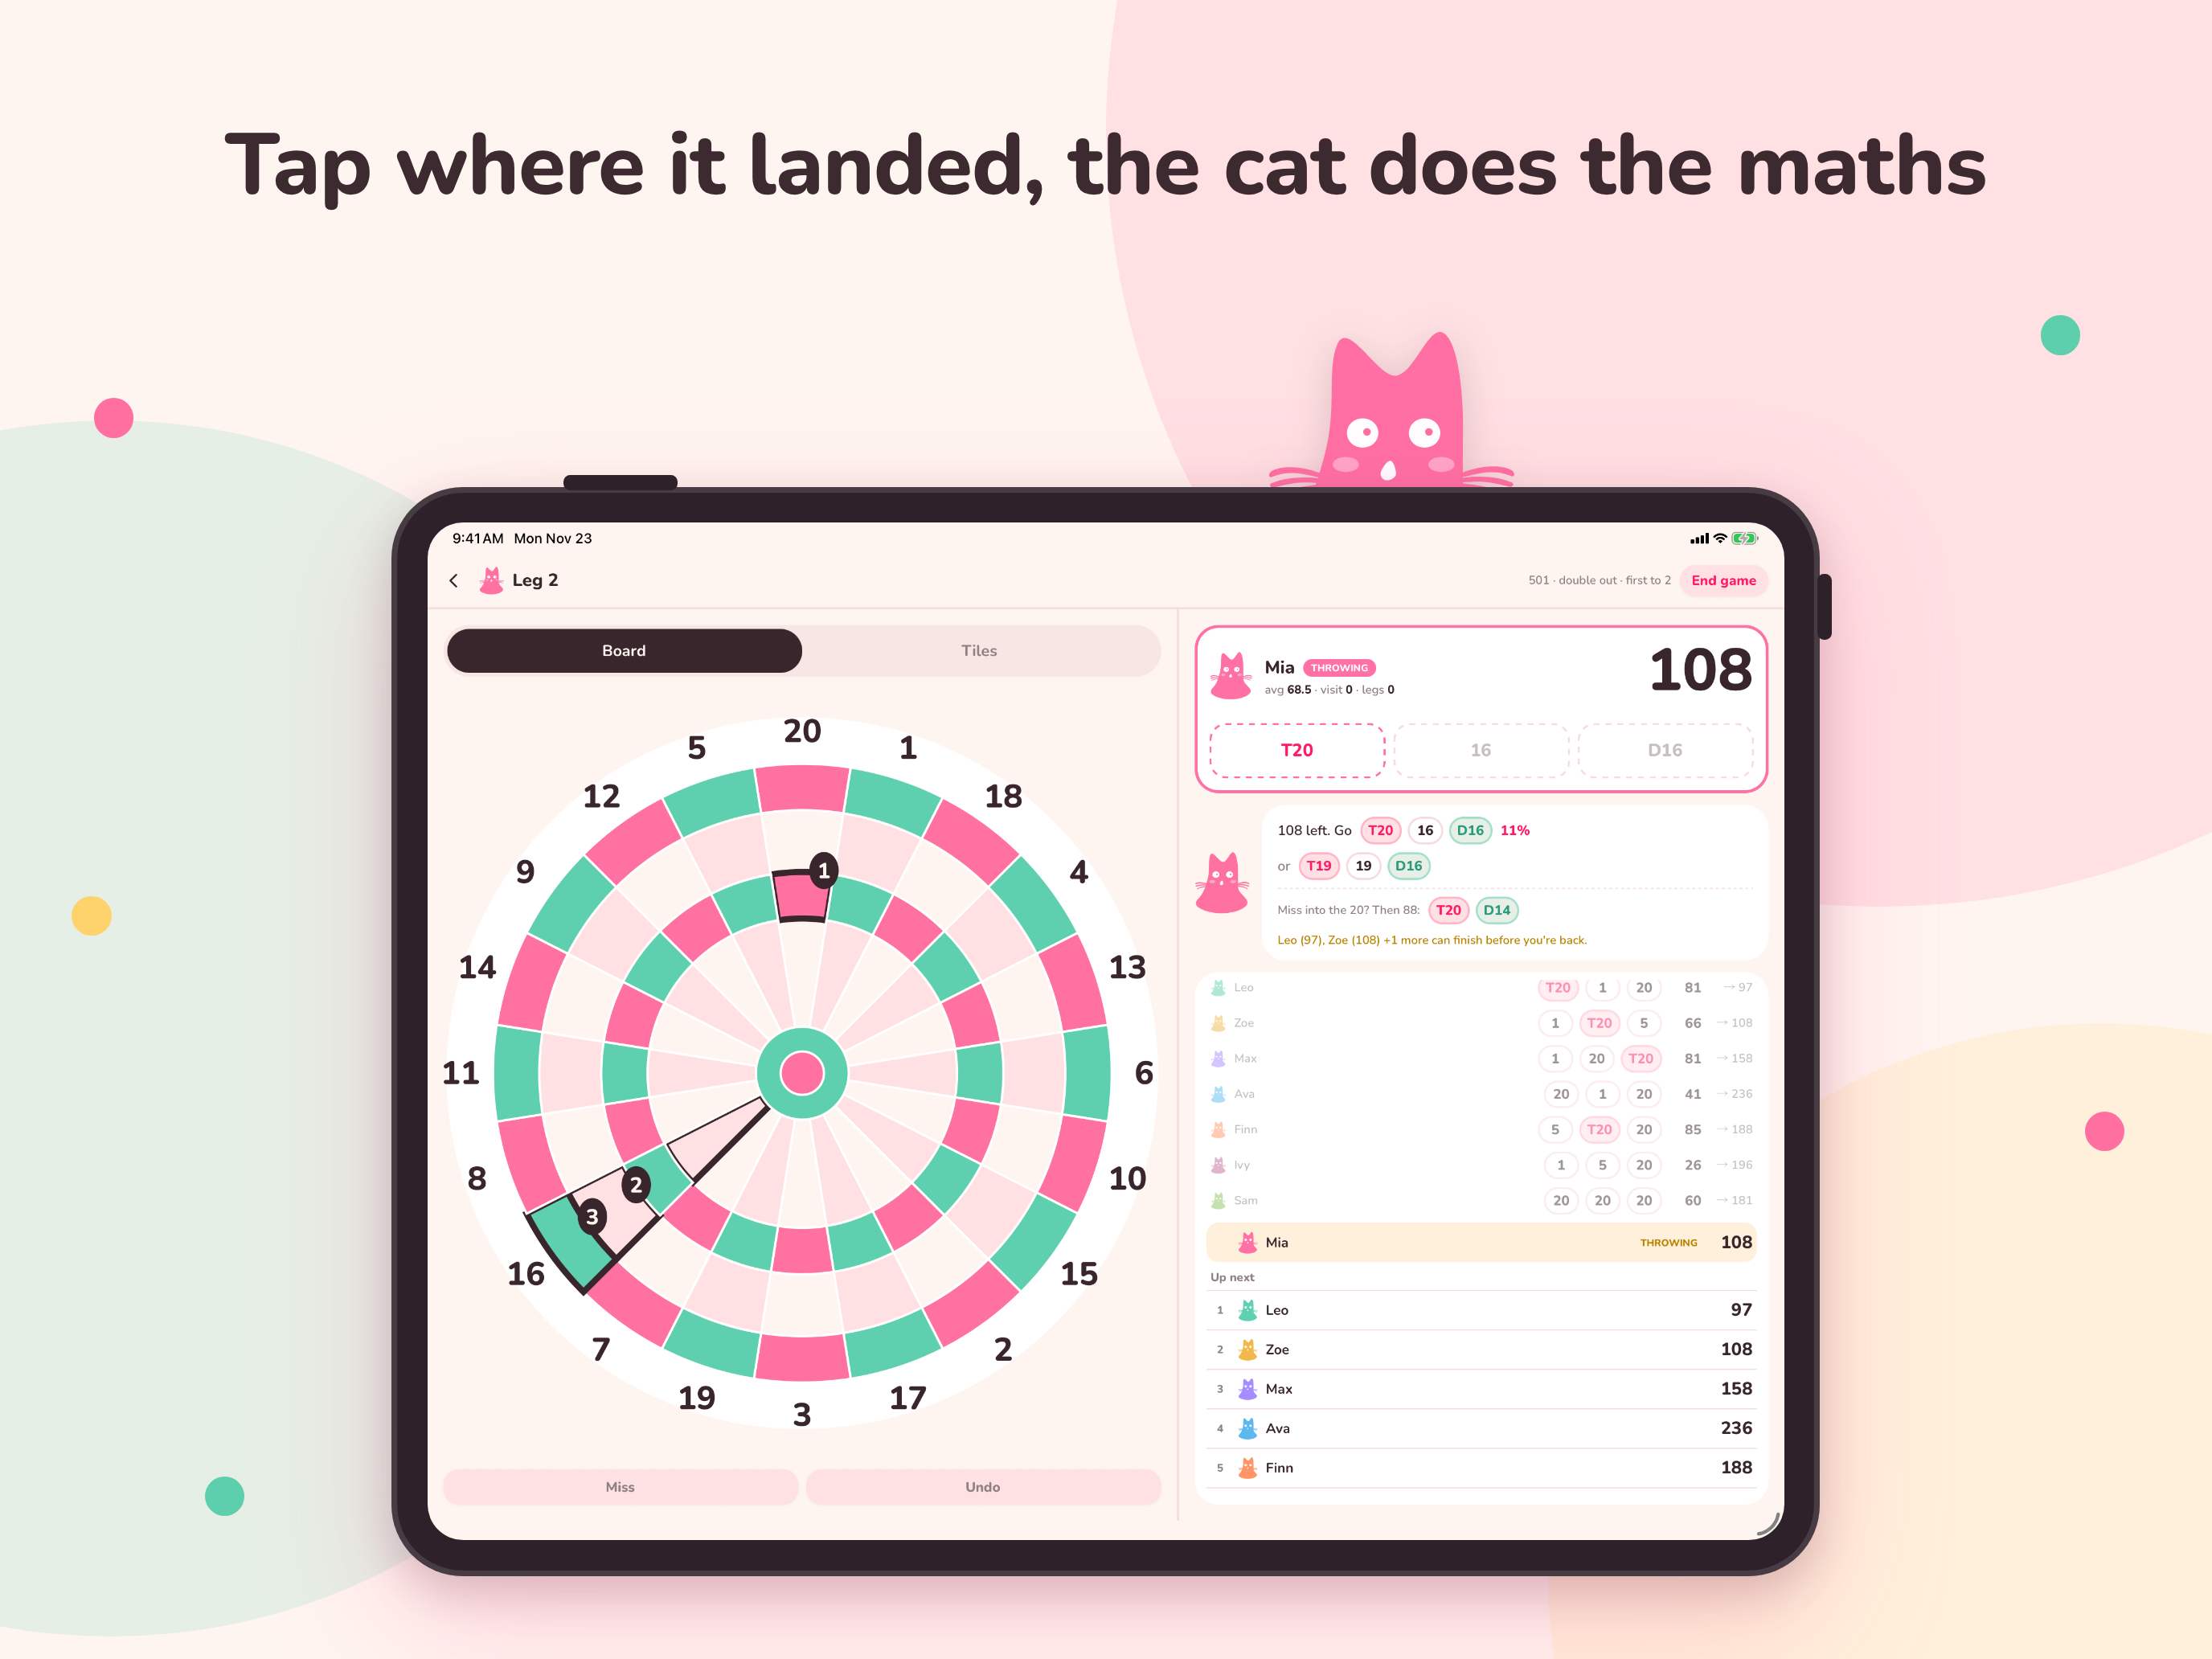 Tap where it landed, the cat does the maths
9:41 AM Mon Nov 23
Leg 2
501 · double out · first to 2 End game
Board Tiles
20
5 1
12 18
9 4
14 13
11 6
8 10
16 15
7 2
19 17
3
1
2
3
Miss Undo
Mia THROWING 108
avg 68.5 · visit 0 · legs 0
T20 16 D16
108 left. Go T20 16 D16 11%
or T19 19 D16
Miss into the 20? Then 88: T20 D14
Leo (97), Zoe (108) +1 more can finish before you're back.
Leo T20 1 20 81 → 97
Zoe 1 T20 5 66 → 108
Max 1 20 T20 81 → 158
Ava 20 1 20 41 → 236
Finn 5 T20 20 85 → 188
Ivy 1 5 20 26 → 196
Sam 20 20 20 60 → 181
Mia THROWING 108
Up next
1 Leo 97
2 Zoe 108
3 Max 158
4 Ava 236
5 Finn 188